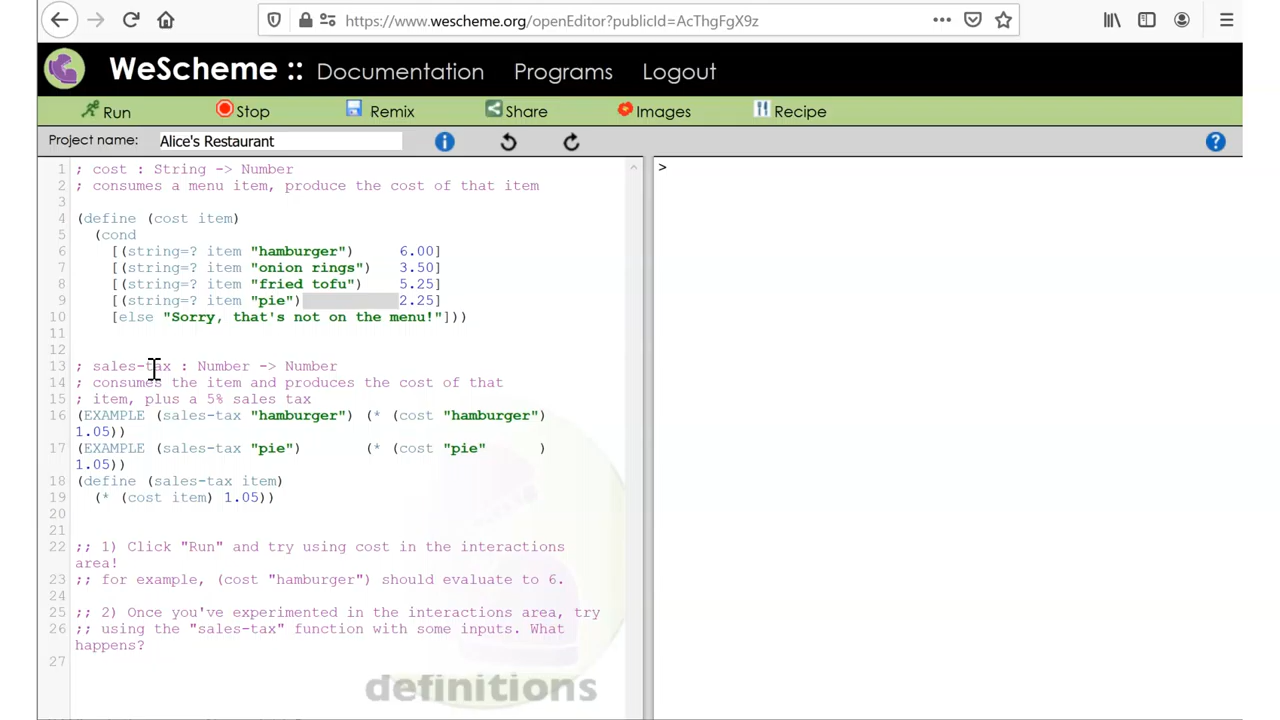 https://www.wescheme.org/openEditor?publicId=AcThgFgX9z
WeScheme :: Documentation Programs Logout
Run Stop Remix Share Images Recipe
Project name: Alice's Restaurant
1 ; cost : String -> Number
2 ; consumes a menu item, produce the cost of that item
3
4 (define (cost item)
5 (cond
6 [(string=? item "hamburger") 6.00]
7 [(string=? item "onion rings") 3.50]
8 [(string=? item "fried tofu") 5.25]
9 [(string=? item "pie") 2.25]
10 [else "Sorry, that's not on the menu!"]))
11
12
13 ; sales-tax : Number -> Number
14 ; consumes the item and produces the cost of that
15 ; item, plus a 5% sales tax
16 (EXAMPLE (sales-tax "hamburger") (* (cost "hamburger")
1.05))
17 (EXAMPLE (sales-tax "pie") (* (cost "pie" )
1.05))
18 (define (sales-tax item)
19 (* (cost item) 1.05))
20
21
22 ;; 1) Click "Run" and try using cost in the interactions
area!
23 ;; for example, (cost "hamburger") should evaluate to 6.
24
25 ;; 2) Once you've experimented in the interactions area, try
26 ;; using the "sales-tax" function with some inputs. What
happens?
27
definitions
>